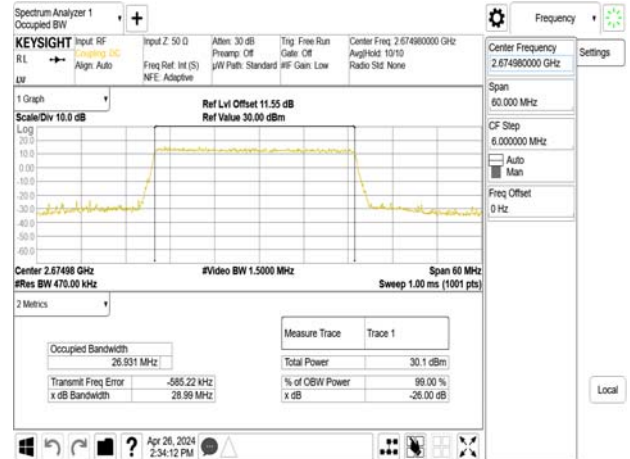 Spectrum Analyzer 1
Occupied BW
Frequency
KEYSIGHT
Input: RF
Coupling: DC
Align: Auto
Input Z: 50 Ω
Freq Ref: Int (S)
NFE: Adaptive
Atten: 30 dB
Preamp: Off
µW Path: Standard
Trig: Free Run
Gate: Off
#IF Gain: Low
Center Freq: 2.674980000 GHz
Avg|Hold: 10/10
Radio Std: None
RL
Center Frequency
2.674980000 GHz
Settings
Span
60.000 MHz
CF Step
6.000000 MHz
Auto
Man
Freq Offset
0 Hz
Local
1 Graph
Scale/Div 10.0 dB
Ref Lvl Offset 11.55 dB
Ref Value 30.00 dBm
Log
20.0
10.0
0.00
-10.0
-20.0
-30.0
-40.0
-50.0
-60.0
Center 2.67498 GHz
#Video BW 1.5000 MHz
Span 60 MHz
#Res BW 470.00 kHz
Sweep 1.00 ms (1001 pts)
2 Metrics
Occupied Bandwidth
26.931 MHz
Transmit Freq Error -585.22 kHz
x dB Bandwidth 28.99 MHz
Measure Trace Trace 1
Total Power 30.1 dBm
% of OBW Power 99.00 %
x dB -26.00 dB
?
Apr 26, 2024
2:34:12 PM